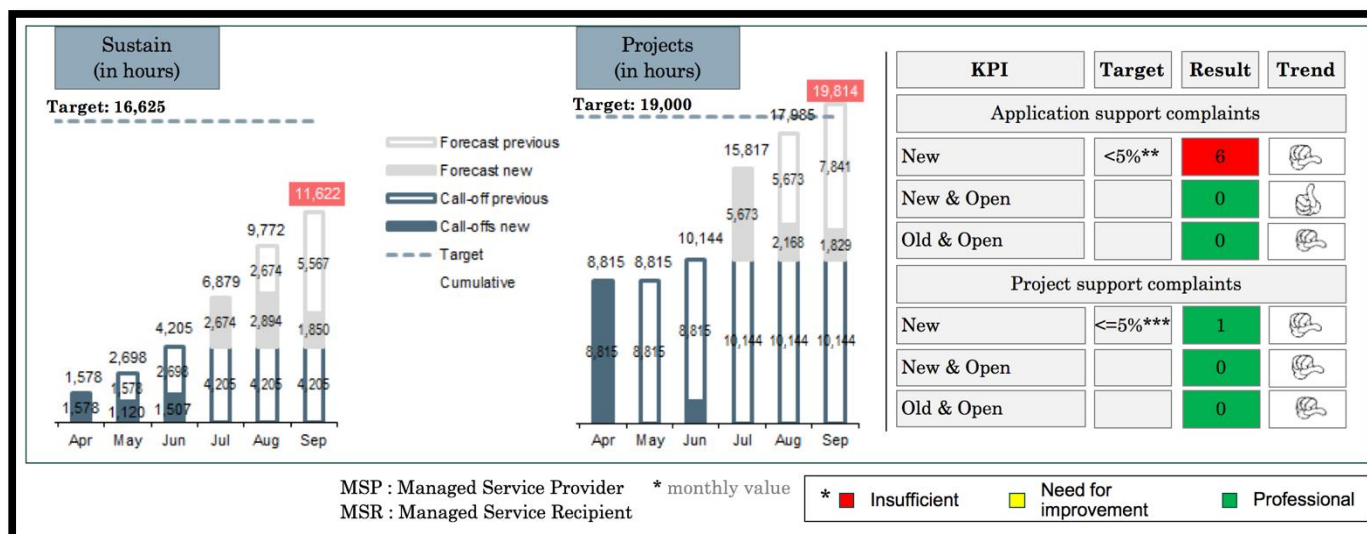 Sustain
(in hours)
Target: 16,625
11,622
9,772
6,879
4,205
2,698
1,578
2,674
5,567
2,674
2,894
1,850
2,698
1,578
4,205
4,205
4,205
1,578
1,120
1,507
Apr May Jun Jul Aug Sep
Forecast previous
Forecast new
Call-off previous
Call-offs new
Target
Cumulative
Projects
(in hours)
Target: 19,000
19,814
17,985
15,817
10,144
8,815 8,815
7,841
5,673
5,673
2,168
1,829
8,815
8,815 8,815
10,144 10,144 10,144
Apr May Jun Jul Aug Sep
KPI Target Result Trend
Application support complaints
New <5%** 6
New & Open 0
Old & Open 0
Project support complaints
New <=5%*** 1
New & Open 0
Old & Open 0
MSP : Managed Service Provider * monthly value
MSR : Managed Service Recipient
* Insufficient
Need for
improvement
Professional